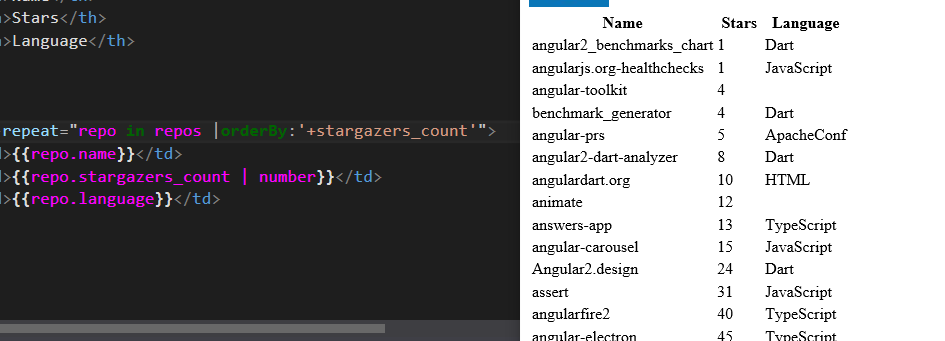 Stars</th>
>Language</th>
repeat="repo in repos |orderBy:'+stargazers_count'">
>{{repo.name}}</td>
>{{repo.stargazers_count | number}}</td>
>{{repo.language}}</td>
Name Stars Language
angular2_benchmarks_chart 1 Dart
angularjs.org-healthchecks 1 JavaScript
angular-toolkit 4
benchmark_generator 4 Dart
angular-prs 5 ApacheConf
angular2-dart-analyzer 8 Dart
angulardart.org 10 HTML
animate 12
answers-app 13 TypeScript
angular-carousel 15 JavaScript
Angular2.design 24 Dart
assert 31 JavaScript
angularfire2 40 TypeScript
angular-electron 45 TypeScript